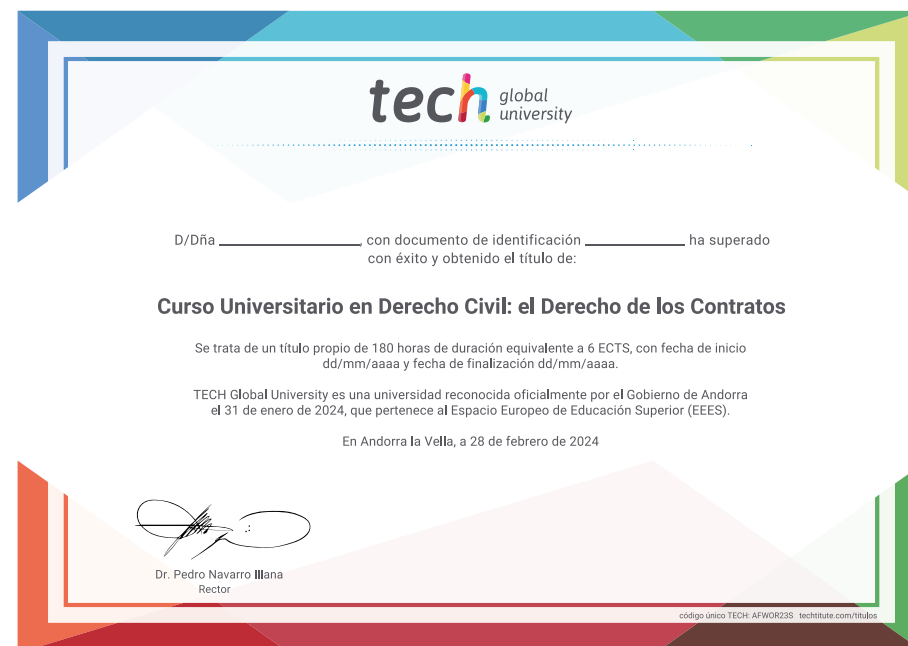 tech global university
D/Dña ____________________, con documento de identificación ______________ ha superado
con éxito y obtenido el título de:
Curso Universitario en Derecho Civil: el Derecho de los Contratos
Se trata de un título propio de 180 horas de duración equivalente a 6 ECTS, con fecha de inicio
dd/mm/aaaa y fecha de finalización dd/mm/aaaa.
TECH Global University es una universidad reconocida oficialmente por el Gobierno de Andorra
el 31 de enero de 2024, que pertenece al Espacio Europeo de Educación Superior (EEES).
En Andorra la Vella, a 28 de febrero de 2024
Dr. Pedro Navarro Illana
Rector
código único TECH: AFWOR23S techtitute.com/titulos